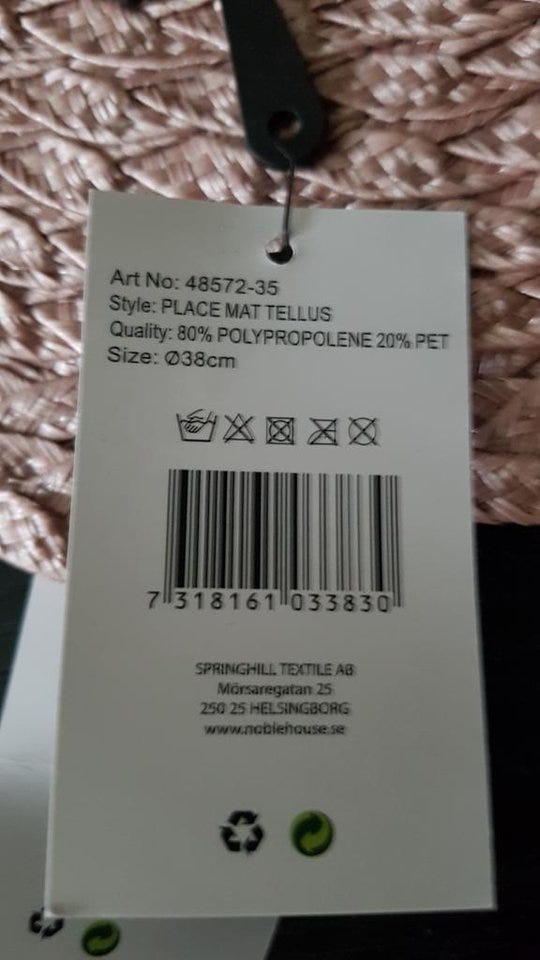 Art No: 48572-35
Style: PLACE MAT TELLUS
Quality: 80% POLYPROPOLENE 20% PET
Size: Ø38cm
7 318161 033830
SPRINGHILL TEXTILE AB
Mörsaregatan 25
250 25 HELSINGBORG
www.noblehouse.se